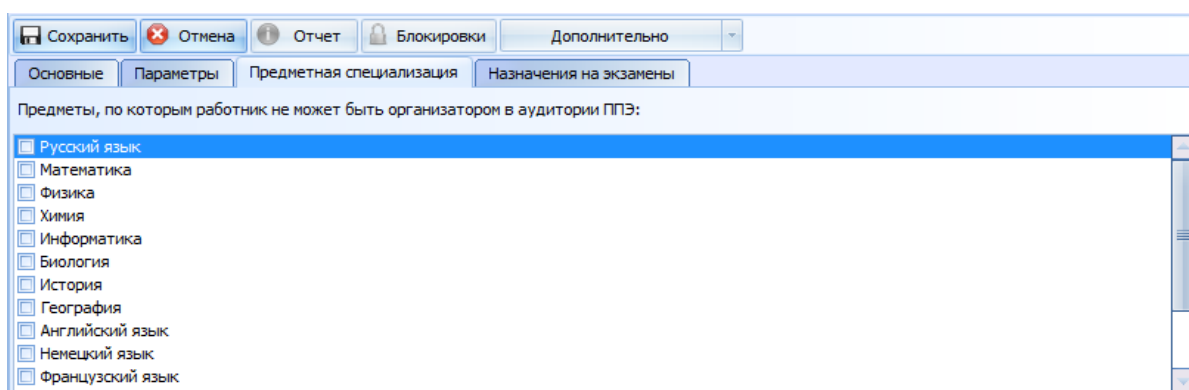 Сохранить Отмена Отчет Блокировки Дополнительно
Основные Параметры Предметная специализация Назначения на экзамены
Предметы, по которым работник не может быть организатором в аудитории ППЭ:
Русский язык
Математика
Физика
Химия
Информатика
Биология
История
География
Английский язык
Немецкий язык
Французский язык